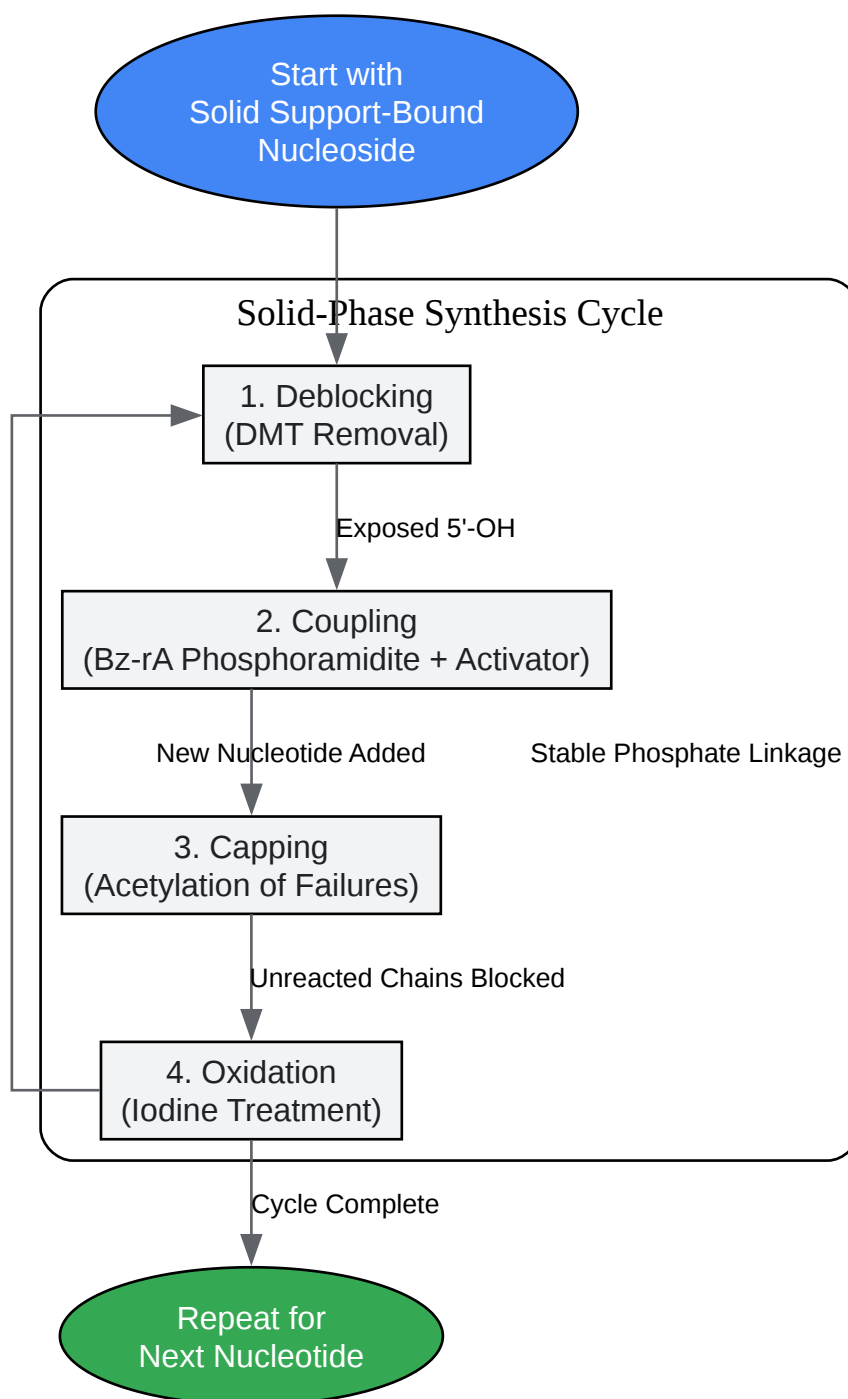 Start with
Solid Support-Bound
Nucleoside
Solid-Phase Synthesis Cycle
1. Deblocking
(DMT Removal)
Exposed 5'-OH
2. Coupling
(Bz-rA Phosphoramidite + Activator)
New Nucleotide Added
Stable Phosphate Linkage
3. Capping
(Acetylation of Failures)
Unreacted Chains Blocked
4. Oxidation
(Iodine Treatment)
Cycle Complete
Repeat for
Next Nucleotide